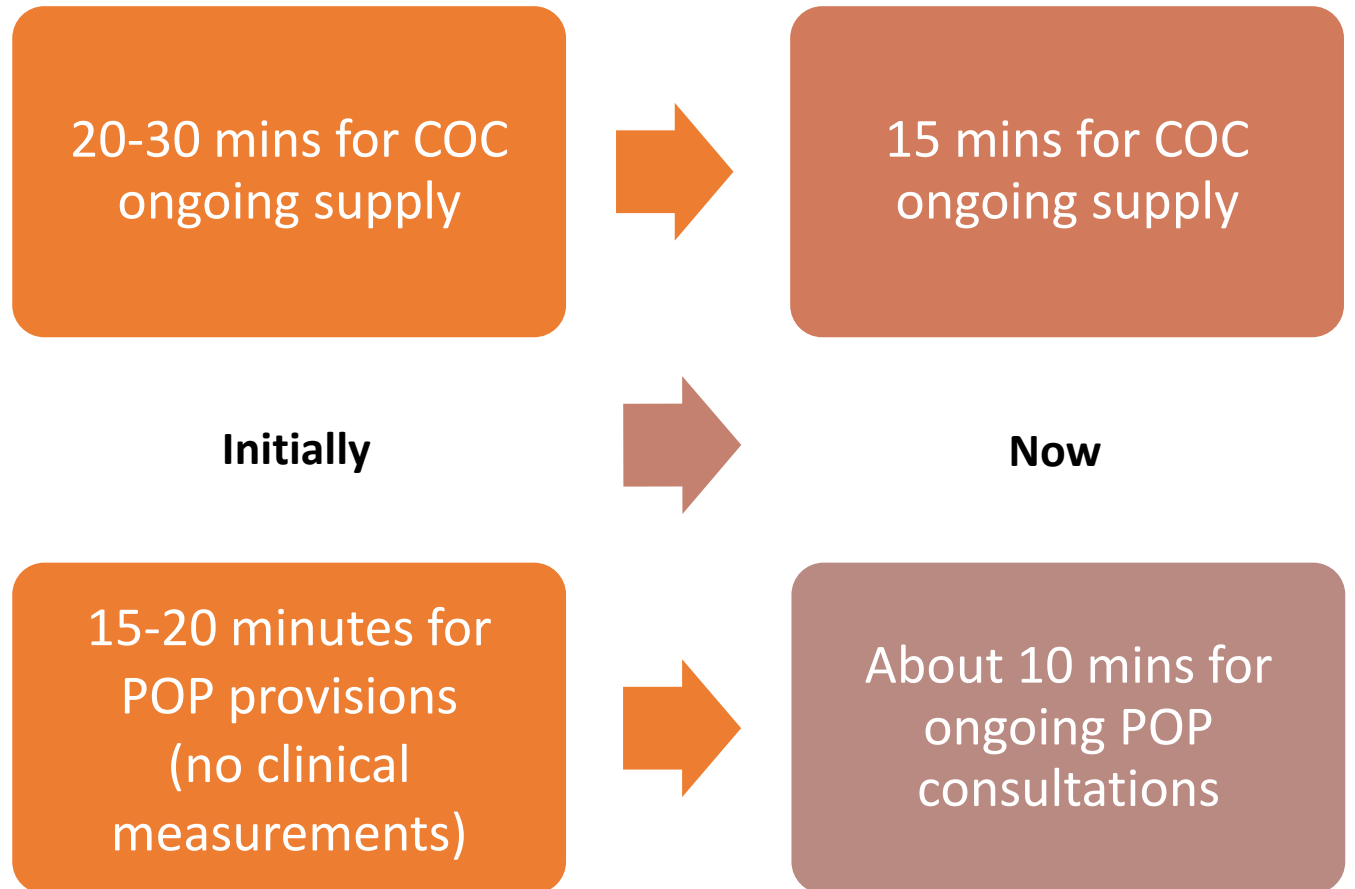 20-30 mins for COC
ongoing supply
15 mins for COC
ongoing supply
Initially
Now
15-20 minutes for
POP provisions
(no clinical
measurements)
About 10 mins for
ongoing POP
consultations